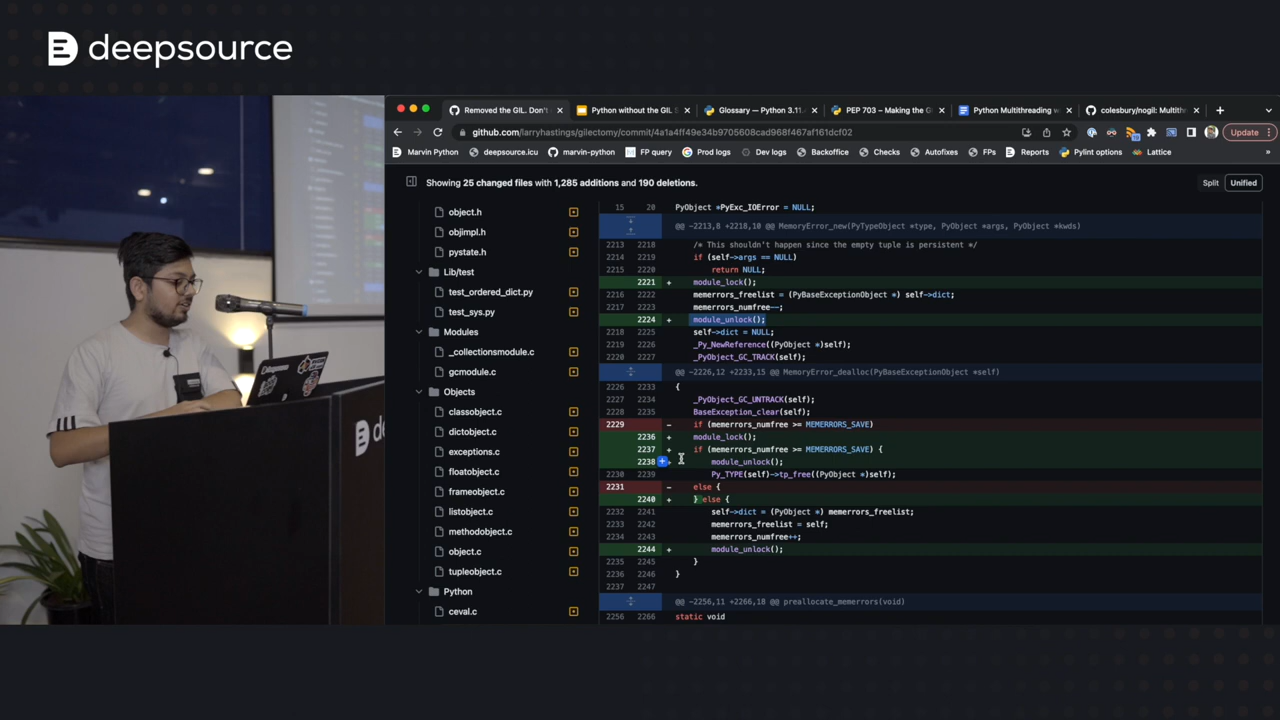 deepsource
Removed the GIL. Don't
Python without the GIL S
Glossary — Python 3.11.
PEP 703 – Making the G
Python Multithreading w
colesbury/nogil: Multith
github.com/larryhastings/gilectomy/commit/4a1a4ff49e34b9705608cad968f467af161dcf02
Update
Marvin Python
deepsource.icu
marvin-python
FP query
Prod logs
Dev logs
Backoffice
Checks
Autofixes
FPs
Reports
Pylint options
Lattice
»
Showing 25 changed files with 1,285 additions and 190 deletions.
Split
Unified
object.h
objimpl.h
pystate.h
Lib/test
test_ordered_dict.py
test_sys.py
Modules
_collectionsmodule.c
gcmodule.c
Objects
classobject.c
dictobject.c
exceptions.c
floatobject.c
frameobject.c
listobject.c
methodobject.c
object.c
tupleobject.c
Python
ceval.c
15 20 PyObject *PyExc_IOError = NULL;
@@ -2213,8 +2218,10 @@ MemoryError_new(PyTypeObject *type, PyObject *args, PyObject *kwds)
2213 2218 /* This shouldn't happen since the empty tuple is persistent */
2214 2219 if (self->args == NULL)
2215 2220 return NULL;
2221 + module_lock();
2216 2222 memerrors_freelist = (PyBaseExceptionObject *) self->dict;
2217 2223 memerrors_numfree--;
2224 + module_unlock();
2218 2225 self->dict = NULL;
2219 2226 _Py_NewReference((PyObject *)self);
2220 2227 _PyObject_GC_TRACK(self);
@@ -2226,12 +2233,15 @@ MemoryError_dealloc(PyBaseExceptionObject *self)
2226 2233 {
2227 2234 _PyObject_GC_UNTRACK(self);
2228 2235 BaseException_clear(self);
2229 - if (memerrors_numfree >= MEMERRORS_SAVE)
2236 + module_lock();
2237 + if (memerrors_numfree >= MEMERRORS_SAVE) {
2238 + module_unlock();
2230 2239 Py_TYPE(self)->tp_free((PyObject *)self);
2231 - else {
2240 + } else {
2232 2241 self->dict = (PyObject *) memerrors_freelist;
2233 2242 memerrors_freelist = self;
2234 2243 memerrors_numfree++;
2244 + module_unlock();
2235 2245 }
2236 2246 }
2237 2247
@@ -2256,11 +2266,18 @@ preallocate_memerrors(void)
2256 2266 static void